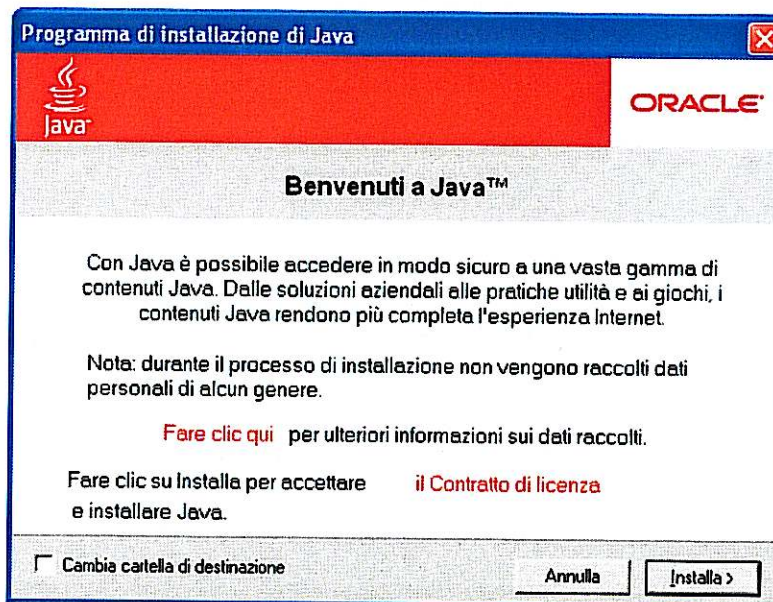 Programma di installazione di Java
Java™
ORACLE®
Benvenuti a Java™
Con Java è possibile accedere in modo sicuro a una vasta gamma di
contenuti Java. Dalle soluzioni aziendali alle pratiche utilità e ai giochi, i
contenuti Java rendono più completa l'esperienza Internet.
Nota: durante il processo di installazione non vengono raccolti dati
personali di alcun genere.
Fare clic qui per ulteriori informazioni sui dati raccolti.
Fare clic su Installa per accettare il Contratto di licenza
e installare Java.
Cambia cartella di destinazione
Annulla
Installa >